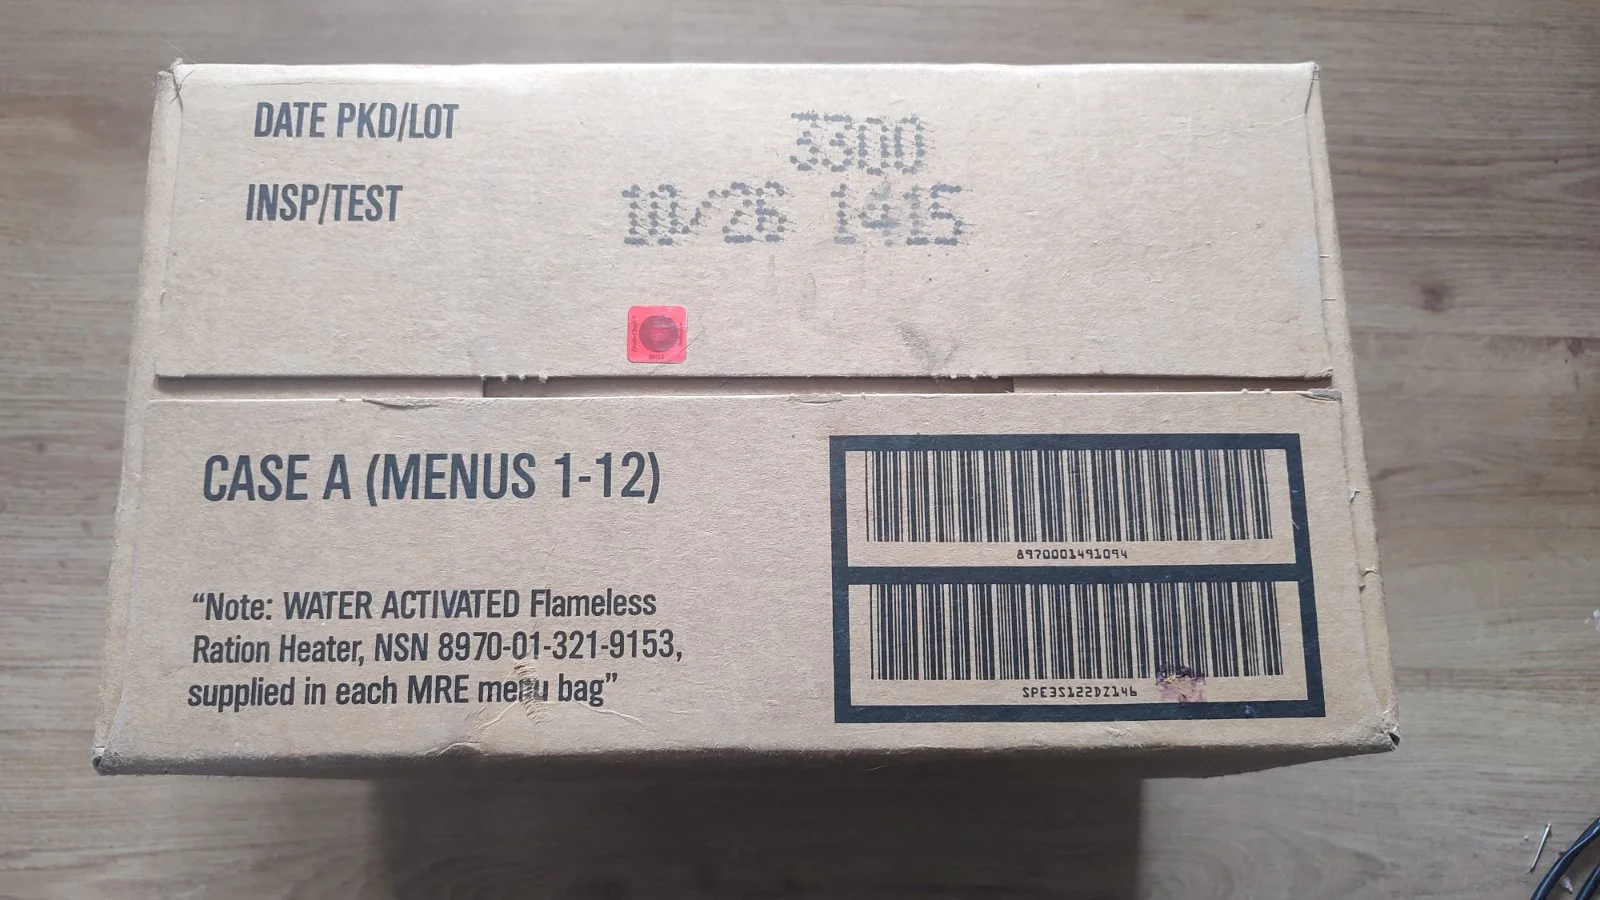 DATE PKD/LOT
3300
INSP/TEST
10/26 1415
CASE A (MENUS 1-12)
"Note: WATER ACTIVATED Flameless
Ration Heater, NSN 8970-01-321-9153,
supplied in each MRE menu bag"
8970001491094
SPE3S122DZ146